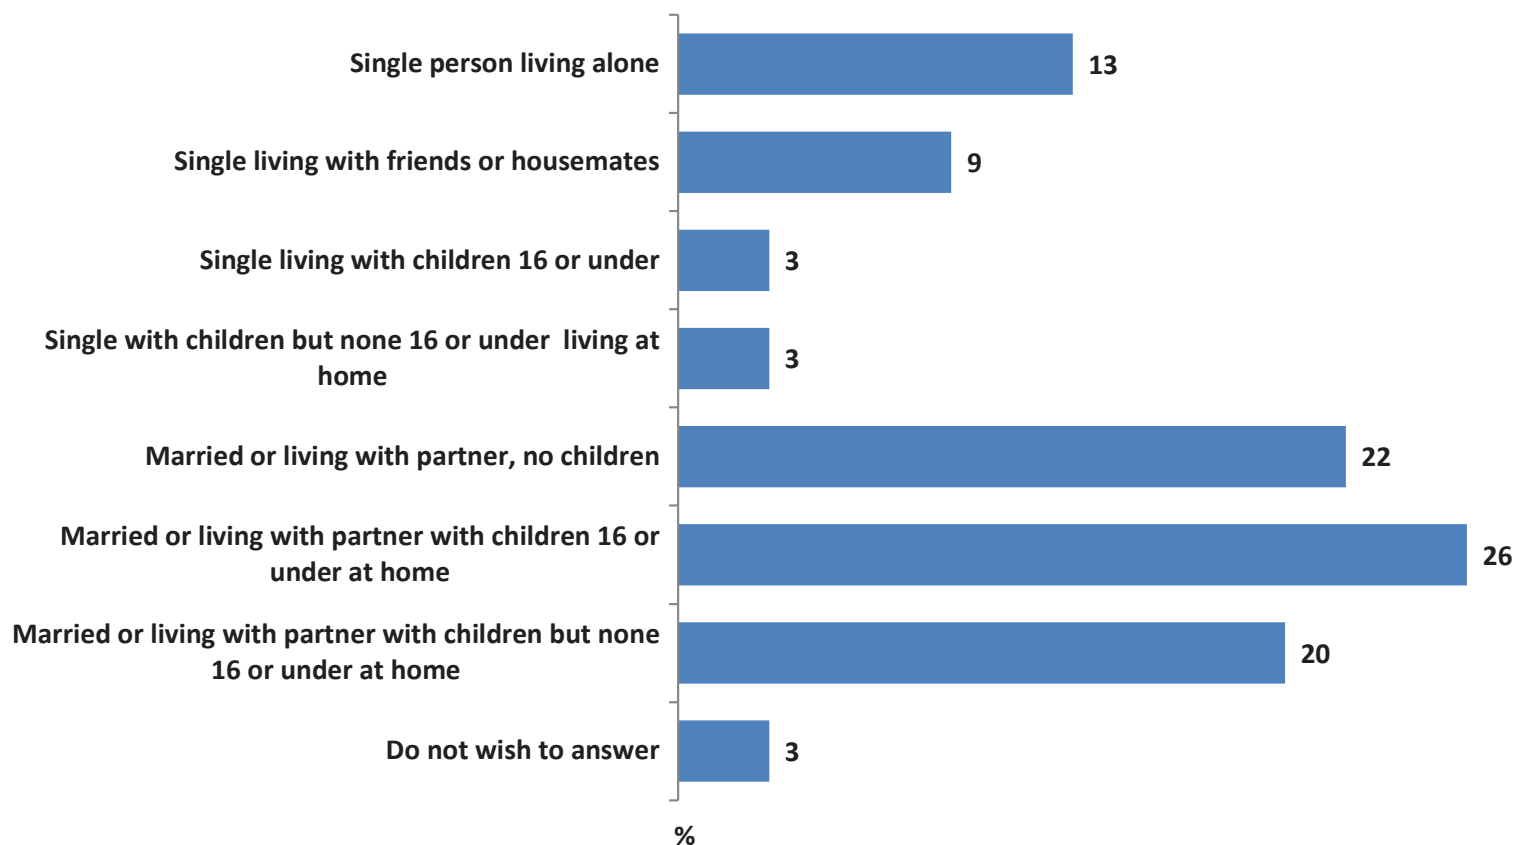 Single person living alone
13
Single living with friends or housemates
9
Single living with children 16 or under
3
Single with children but none 16 or under  living at
home
3
Married or living with partner, no children
22
Married or living with partner with children 16 or
under at home
26
Married or living with partner with children but none
16 or under at home
20
Do not wish to answer
3
%